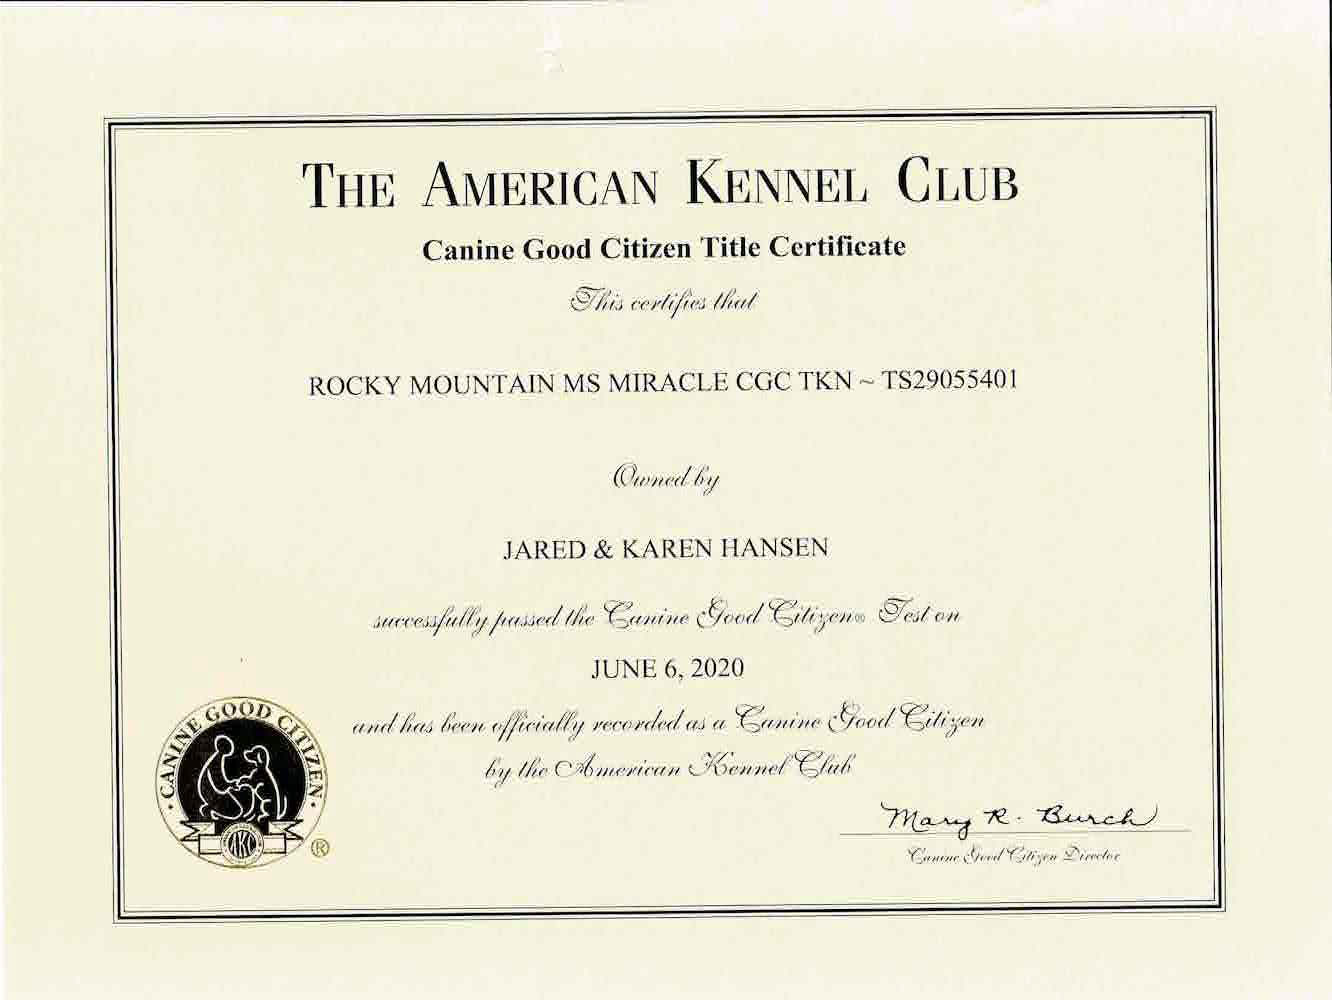 THE AMERICAN KENNEL CLUB
Canine Good Citizen Title Certificate
This certifies that
ROCKY MOUNTAIN MS MIRACLE CGC TKN ~ TS29055401
Owned by
JARED & KAREN HANSEN
successfully passed the Canine Good Citizen® Test on
JUNE 6, 2020
and has been officially recorded as a Canine Good Citizen
by the American Kennel Club
· CANINE GOOD CITIZEN ·
AKC
®
Mary R. Burch
Canine Good Citizen Director